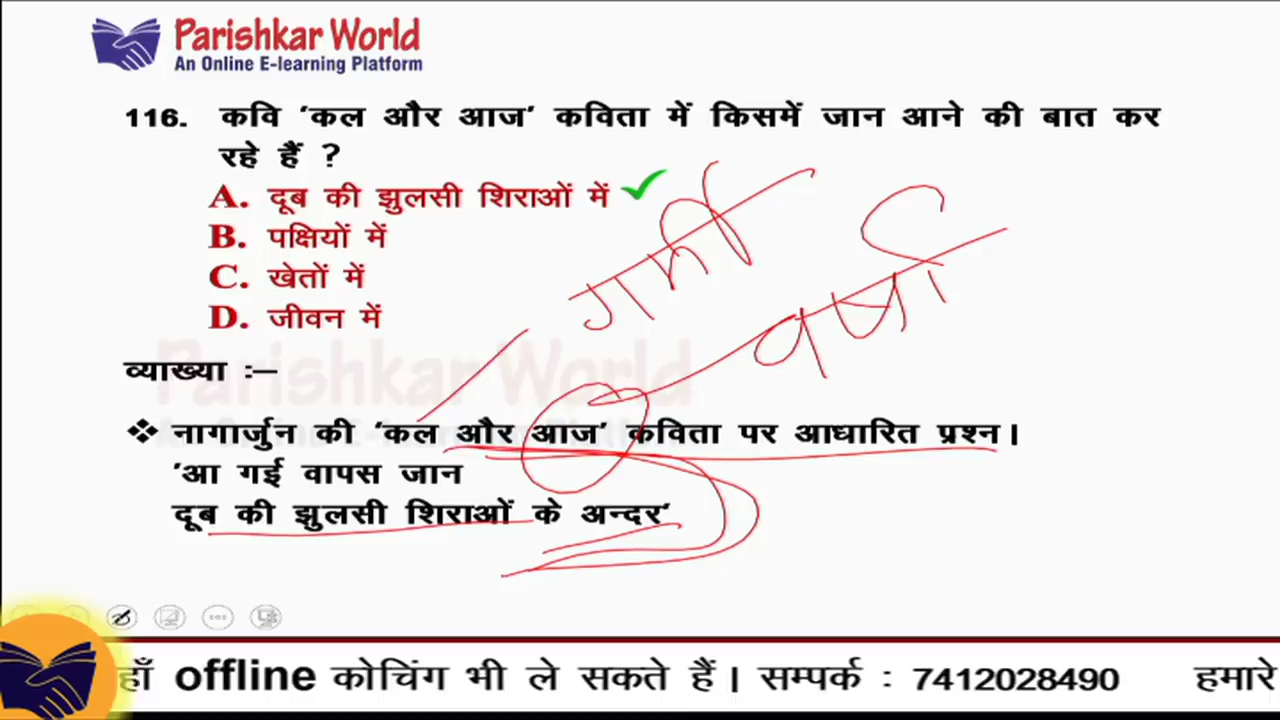 Parishkar World
An Online E-learning Platform
116. कवि 'कल और आज' कविता में किसमें जान आने की बात कर
रहे हैं ?
A. दूब की झुलसी शिराओं में
B. पक्षियों में
C. खेतों में
D. जीवन में
गर्मी
वर्षा
व्याख्या :–
Parishkar World
❖ नागार्जुन की 'कल और आज' कविता पर आधारित प्रश्न।
'आ गई वापस जान
दूब की झुलसी शिराओं के अन्दर'
हाँ offline कोचिंग भी ले सकते हैं। सम्पर्क : 7412028490 हमारे